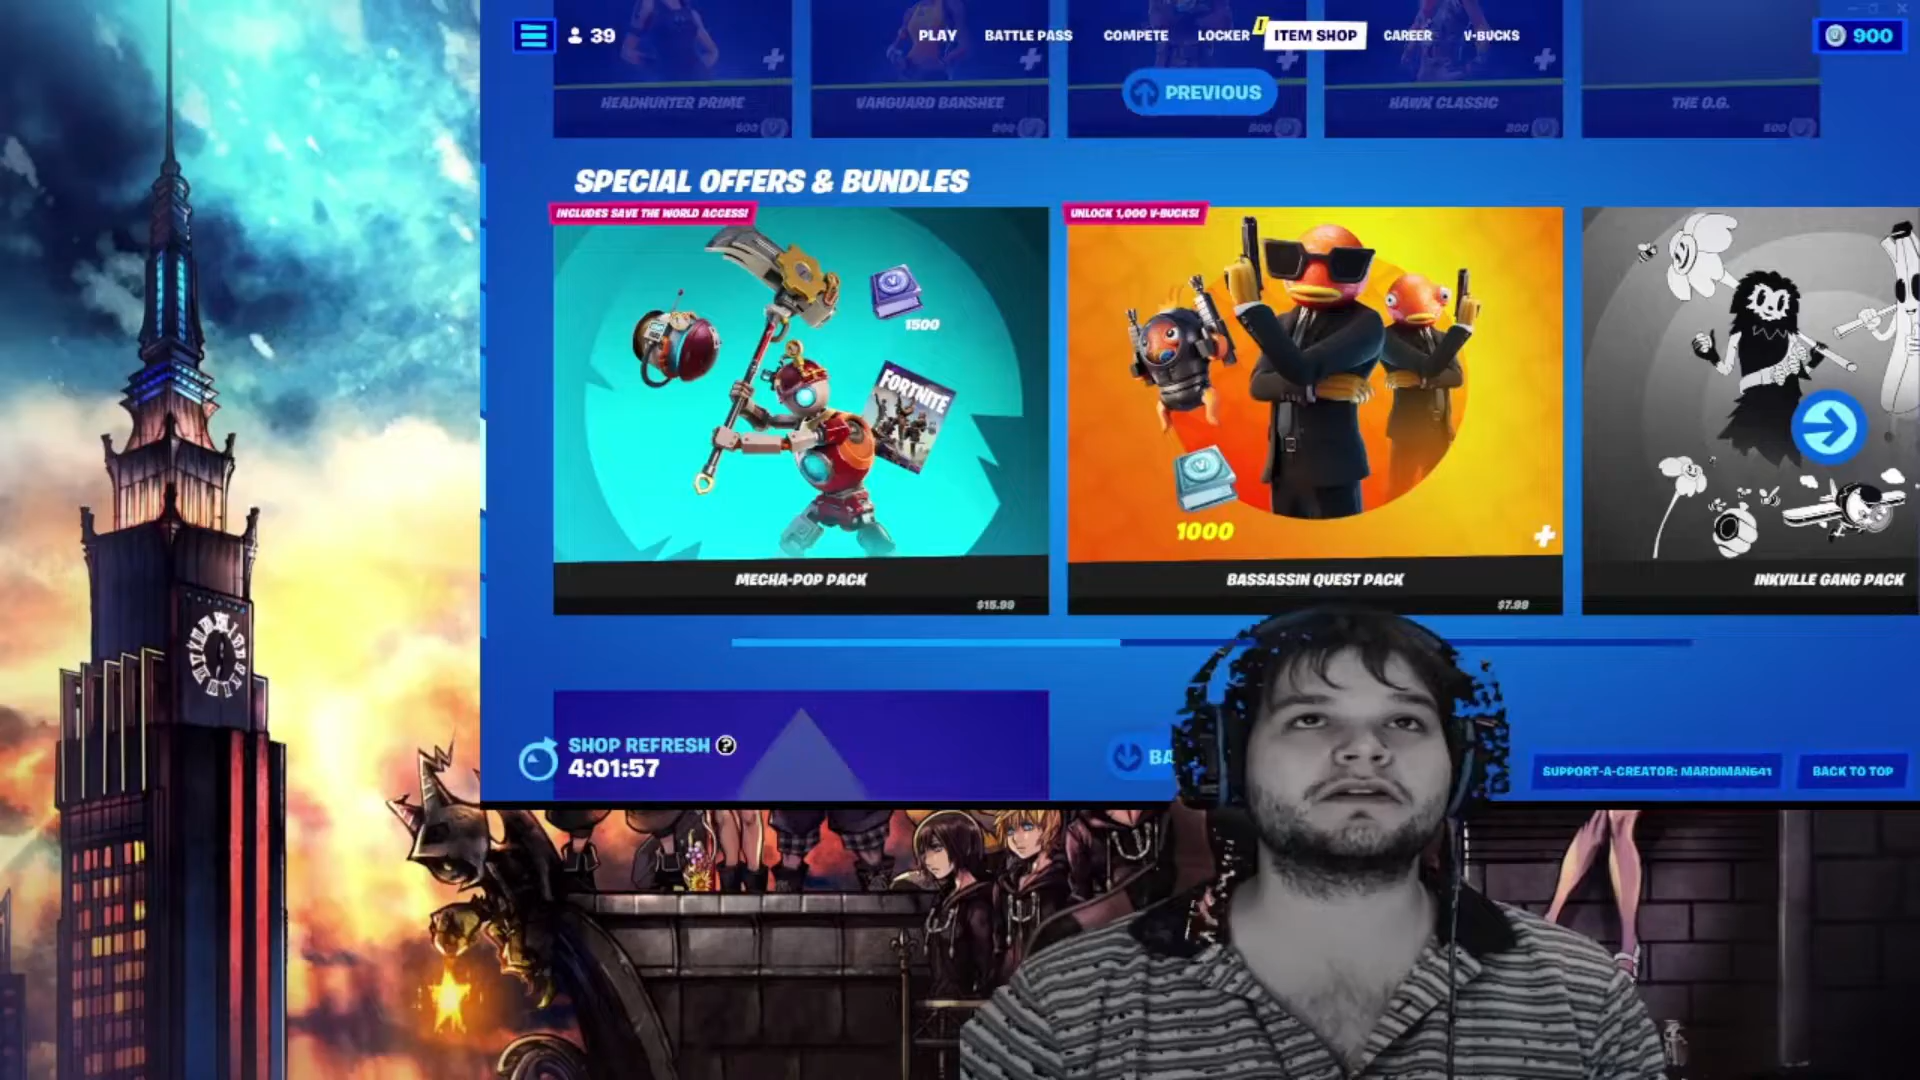 39
PLAY
BATTLE PASS
COMPETE
LOCKER
ITEM SHOP
CAREER
V-BUCKS
900
HEADHUNTER PRIME
VANGUARD BANSHEE
PREVIOUS
HAWK CLASSIC
THE O.G.
SPECIAL OFFERS & BUNDLES
INCLUDES SAVE THE WORLD ACCESS!
1500
FORTNITE
MECHA-POP PACK
$15.99
UNLOCK 1,000 V-BUCKS!
1000
BASSASSIN QUEST PACK
$7.99
INKVILLE GANG PACK
SHOP REFRESH ?
4:01:57
BA
SUPPORT-A-CREATOR: MARDIMAN641
BACK TO TOP